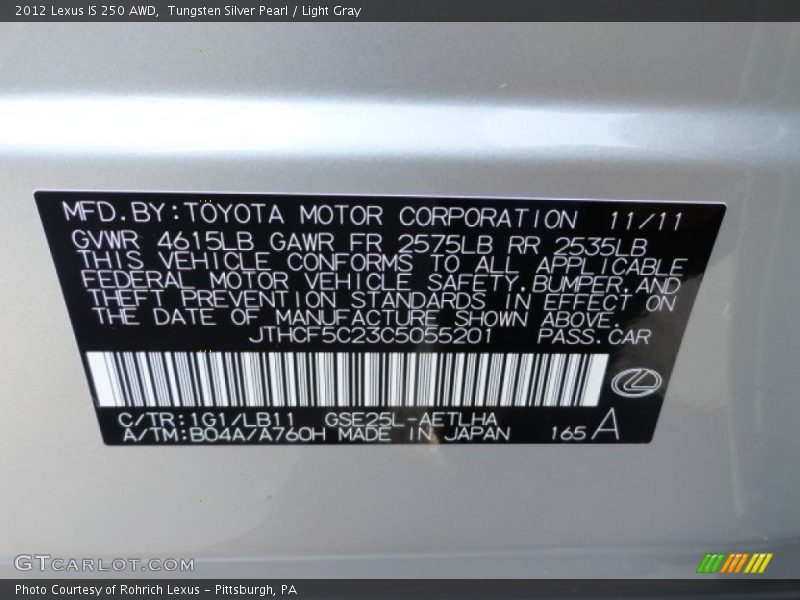 2012 Lexus IS 250 AWD,  Tungsten Silver Pearl / Light Gray
MFD.BY:TOYOTA MOTOR CORPORATION 11/11
GVWR 4615LB GAWR FR 2575LB RR 2535LB
THIS VEHICLE CONFORMS TO ALL APPLICABLE
FEDERAL MOTOR VEHICLE SAFETY,BUMPER,AND
THEFT PREVENTION STANDARDS IN EFFECT ON
THE DATE OF MANUFACTURE SHOWN ABOVE.
JTHCF5C23C5055201 PASS.CAR
C/TR:1G1/LB11 GSE25L-AETLHA
A/TM:B04A/A760H MADE IN JAPAN 165 A
GTCARLOT.COM
Photo Courtesy of Rohrich Lexus - Pittsburgh, PA